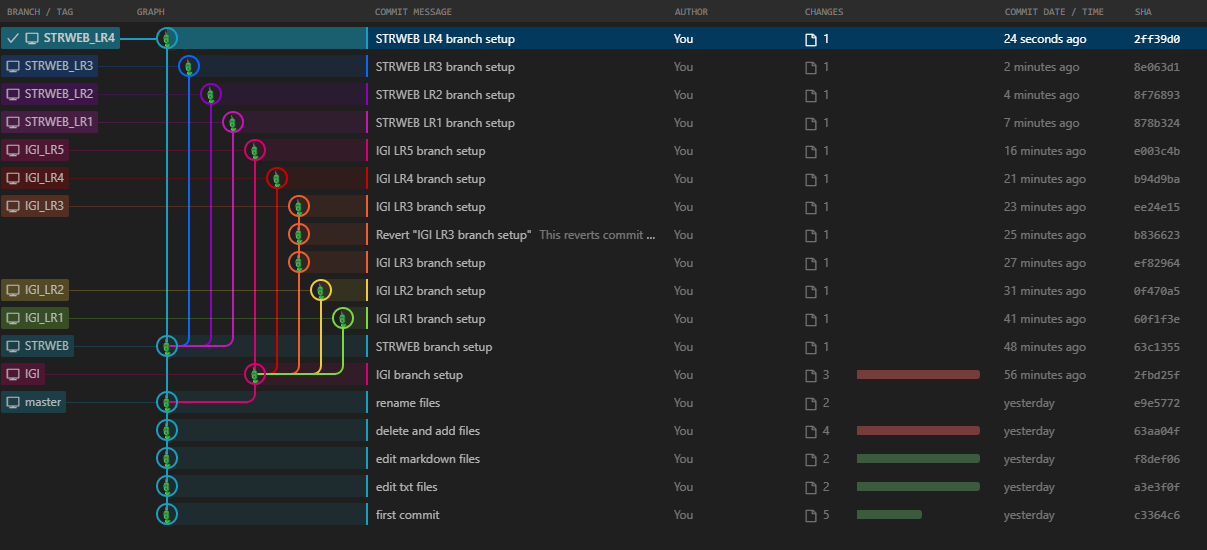 BRANCH / TAG GRAPH COMMIT MESSAGE AUTHOR CHANGES COMMIT DATE / TIME SHA
STRWEB_LR4 STRWEB LR4 branch setup You 1 24 seconds ago 2ff39d0
STRWEB_LR3 STRWEB LR3 branch setup You 1 2 minutes ago 8e063d1
STRWEB_LR2 STRWEB LR2 branch setup You 1 4 minutes ago 8f76893
STRWEB_LR1 STRWEB LR1 branch setup You 1 7 minutes ago 878b324
IGI_LR5 IGI LR5 branch setup You 1 16 minutes ago e003c4b
IGI_LR4 IGI LR4 branch setup You 1 21 minutes ago b94d9ba
IGI_LR3 IGI LR3 branch setup You 1 23 minutes ago ee24e15
Revert "IGI LR3 branch setup" This reverts commit ... You 1 25 minutes ago b836623
IGI LR3 branch setup You 1 27 minutes ago ef82964
IGI_LR2 IGI LR2 branch setup You 1 31 minutes ago 0f470a5
IGI_LR1 IGI LR1 branch setup You 1 41 minutes ago 60f1f3e
STRWEB STRWEB branch setup You 1 48 minutes ago 63c1355
IGI IGI branch setup You 3 56 minutes ago 2fbd25f
master rename files You 2 yesterday e9e5772
delete and add files You 4 yesterday 63aa04f
edit markdown files You 2 yesterday f8def06
edit txt files You 2 yesterday a3e3f0f
first commit You 5 yesterday c3364c6